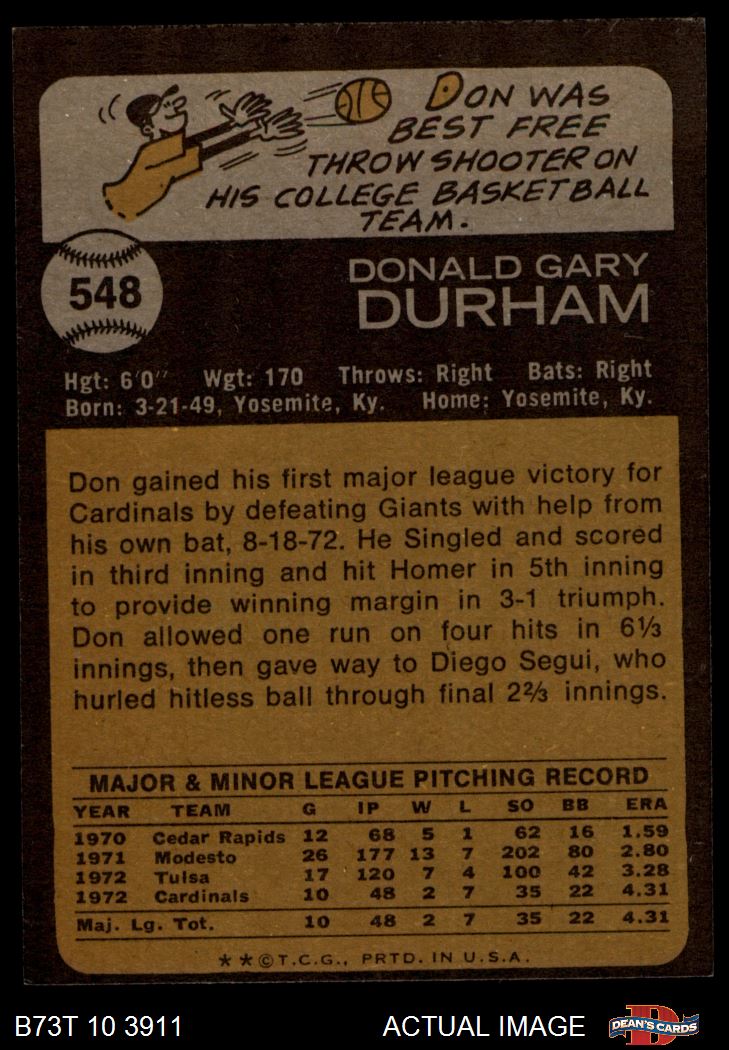 DON WAS
BEST FREE
THROW SHOOTER ON
HIS COLLEGE BASKETBALL
TEAM.
548
DONALD GARY
DURHAM
Hgt: 6'0" Wgt: 170 Throws: Right Bats: Right
Born: 3-21-49, Yosemite, Ky. Home: Yosemite, Ky.
Don gained his first major league victory for
Cardinals by defeating Giants with help from
his own bat, 8-18-72. He Singled and scored
in third inning and hit Homer in 5th inning
to provide winning margin in 3-1 triumph.
Don allowed one run on four hits in 6⅓
innings, then gave way to Diego Segui, who
hurled hitless ball through final 2⅔ innings.
MAJOR & MINOR LEAGUE PITCHING RECORD
YEAR TEAM G IP W L SO BB ERA
1970 Cedar Rapids 12 68 5 1 62 16 1.59
1971 Modesto 26 177 13 7 202 80 2.80
1972 Tulsa 17 120 7 4 100 42 3.28
1972 Cardinals 10 48 2 7 35 22 4.31
Maj. Lg. Tot. 10 48 2 7 35 22 4.31
★★©T.C.G., PRTD. IN U.S.A.
B73T 10 3911 ACTUAL IMAGE D DEAN'S CARDS